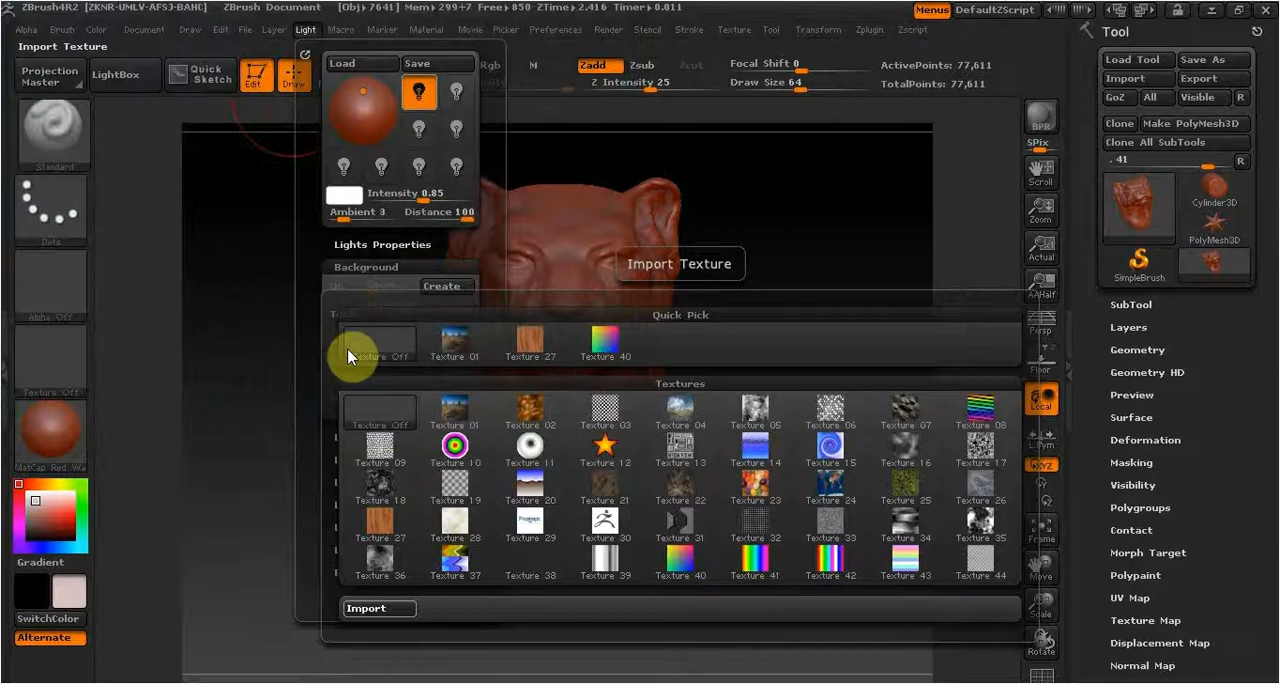 ZBrush4R2 [ZKNR-UMLV-AFSJ-BAHC] ZBrush Document [Obj> 7641] Mem>299+7 Free>850 ZTime>2.416 Timer>0.011 Menus DefaultZScript
Alpha Brush Color Document Draw Edit File Layer Light Macro Marker Material Movie Picker Preferences Render Stencil Stroke Texture Tool Transform Zplugin Zscript
Import Texture
Projection Master
LightBox
Quick Sketch
Edit
Draw
Load Save
Rgb M Zadd Zsub Zcut Focal Shift 0 ActivePoints: 77,611
Z Intensity 25 Draw Size 64 TotalPoints: 77,611
Intensity 0.85
Ambient 3 Distance 100
Lights Properties
Background
On Create
Import Texture
Quick Pick
Texture Off Texture 01 Texture 27 Texture 40
Textures
Texture Off Texture 01 Texture 02 Texture 03 Texture 04 Texture 05 Texture 06 Texture 07 Texture 08
Texture 09 Texture 10 Texture 11 Texture 12 Texture 13 Texture 14 Texture 15 Texture 16 Texture 17
Texture 18 Texture 19 Texture 20 Texture 21 Texture 22 Texture 23 Texture 24 Texture 25 Texture 26
Texture 27 Texture 28 Texture 29 Texture 30 Texture 31 Texture 32 Texture 33 Texture 34 Texture 35
Texture 36 Texture 37 Texture 38 Texture 39 Texture 40 Texture 41 Texture 42 Texture 43 Texture 44
Import
Standard
Dots
Alpha Off
Texture Off
MatCap Red Wa
Gradient
SwitchColor
Alternate
BPR
SPix
Scroll
Zoom
Actual
AAHalf
Persp
Floor
Local
L.Sym
XYZ
Frame
Move
Scale
Rotate
Tool
Load Tool Save As
Import Export
GoZ All Visible R
Clone Make PolyMesh3D
Clone All SubTools
. 41 R
Cylinder3D
PolyMesh3D
SimpleBrush
SubTool
Layers
Geometry
Geometry HD
Preview
Surface
Deformation
Masking
Visibility
Polygroups
Contact
Morph Target
Polypaint
UV Map
Texture Map
Displacement Map
Normal Map